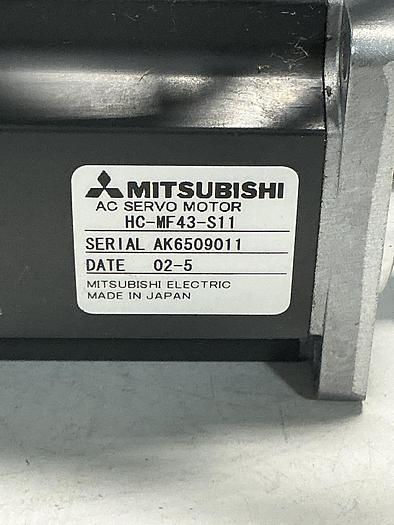 MITSUBISHI
AC SERVO MOTOR
HC-MF43-S11
SERIAL AK6509011
DATE 02-5
MITSUBISHI ELECTRIC
MADE IN JAPAN